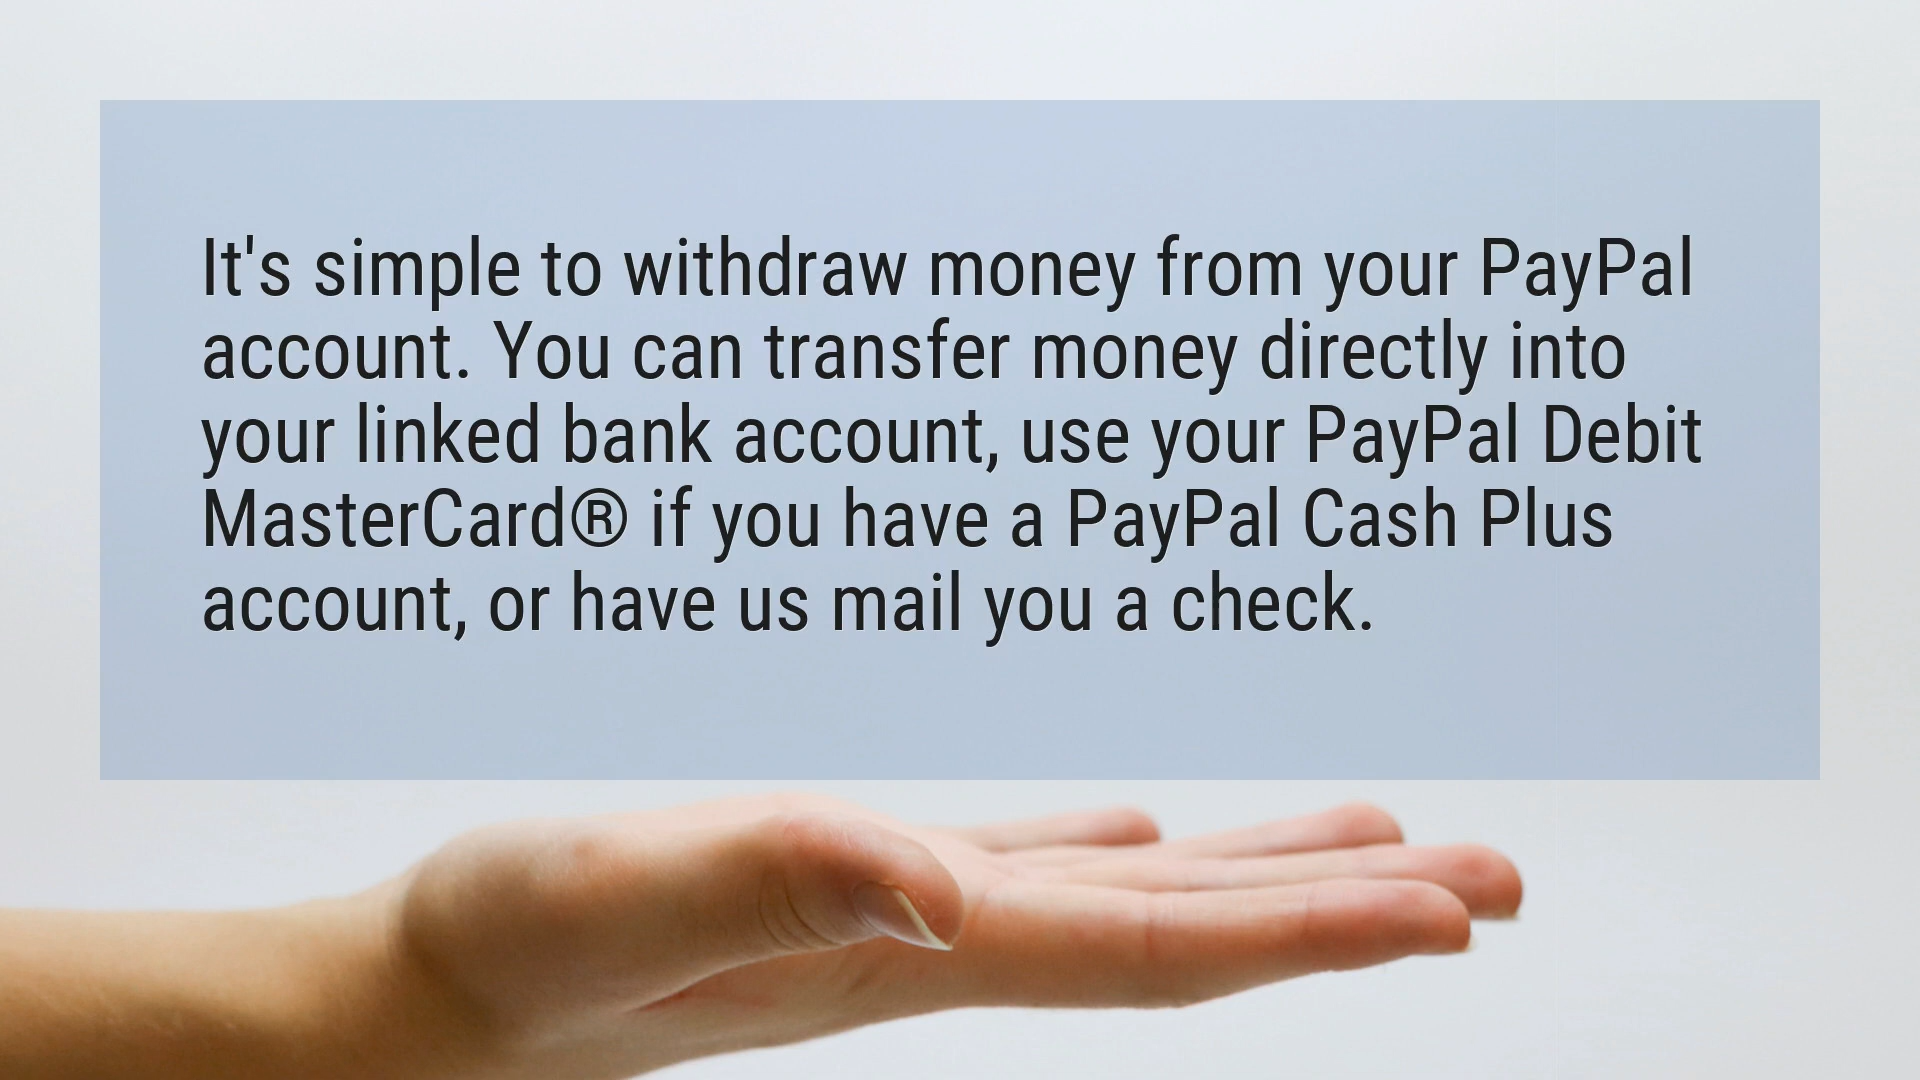 It's simple to withdraw money from your PayPal
account. You can transfer money directly into
your linked bank account, use your PayPal Debit
MasterCard® if you have a PayPal Cash Plus
account, or have us mail you a check.